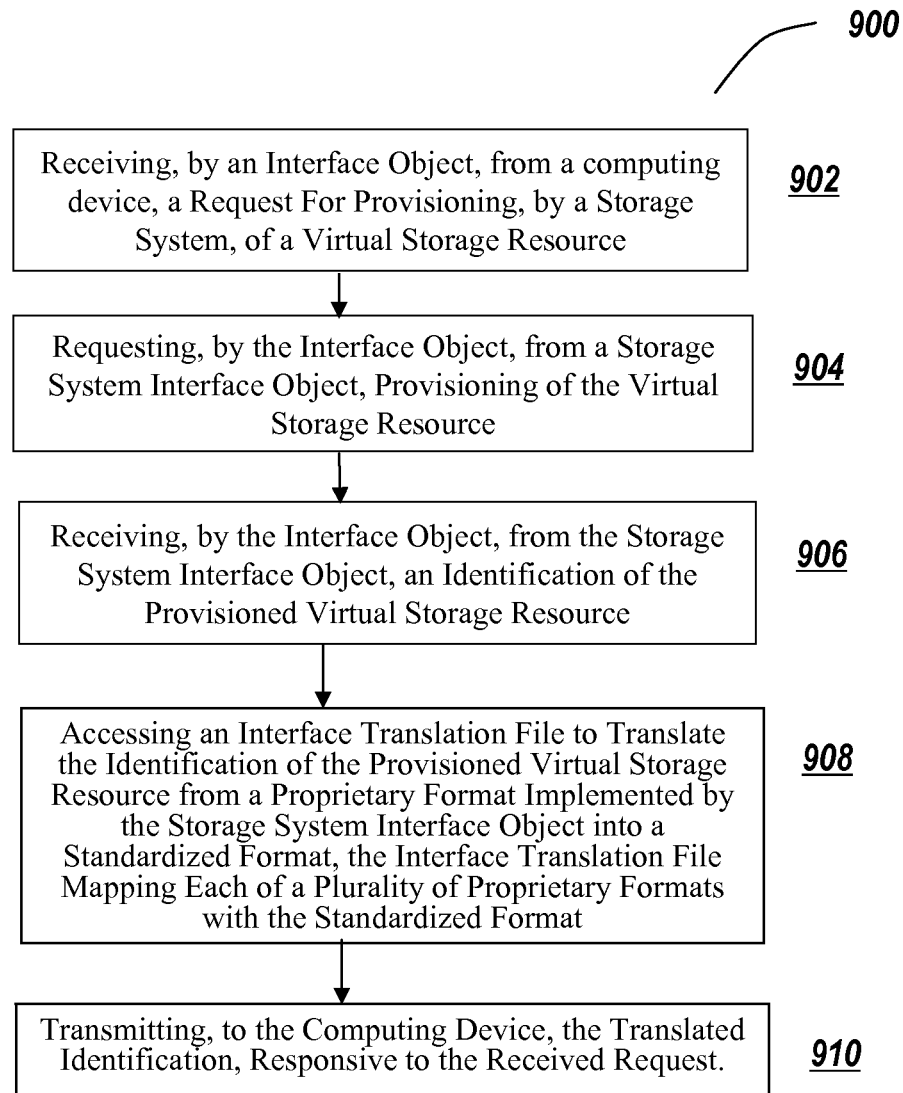 900
Receiving, by an Interface Object, from a computing
device, a Request For Provisioning, by a Storage
System, of a Virtual Storage Resource
902
Requesting, by the Interface Object, from a Storage
System Interface Object, Provisioning of the Virtual
Storage Resource
904
Receiving, by the Interface Object, from the Storage
System Interface Object, an Identification of the
Provisioned Virtual Storage Resource
906
Accessing an Interface Translation File to Translate
the Identification of the Provisioned Virtual Storage
Resource from a Proprietary Format Implemented by
the Storage System Interface Object into a
Standardized Format, the Interface Translation File
Mapping Each of a Plurality of Proprietary Formats
with the Standardized Format
908
Transmitting, to the Computing Device, the Translated
Identification, Responsive to the Received Request.
910